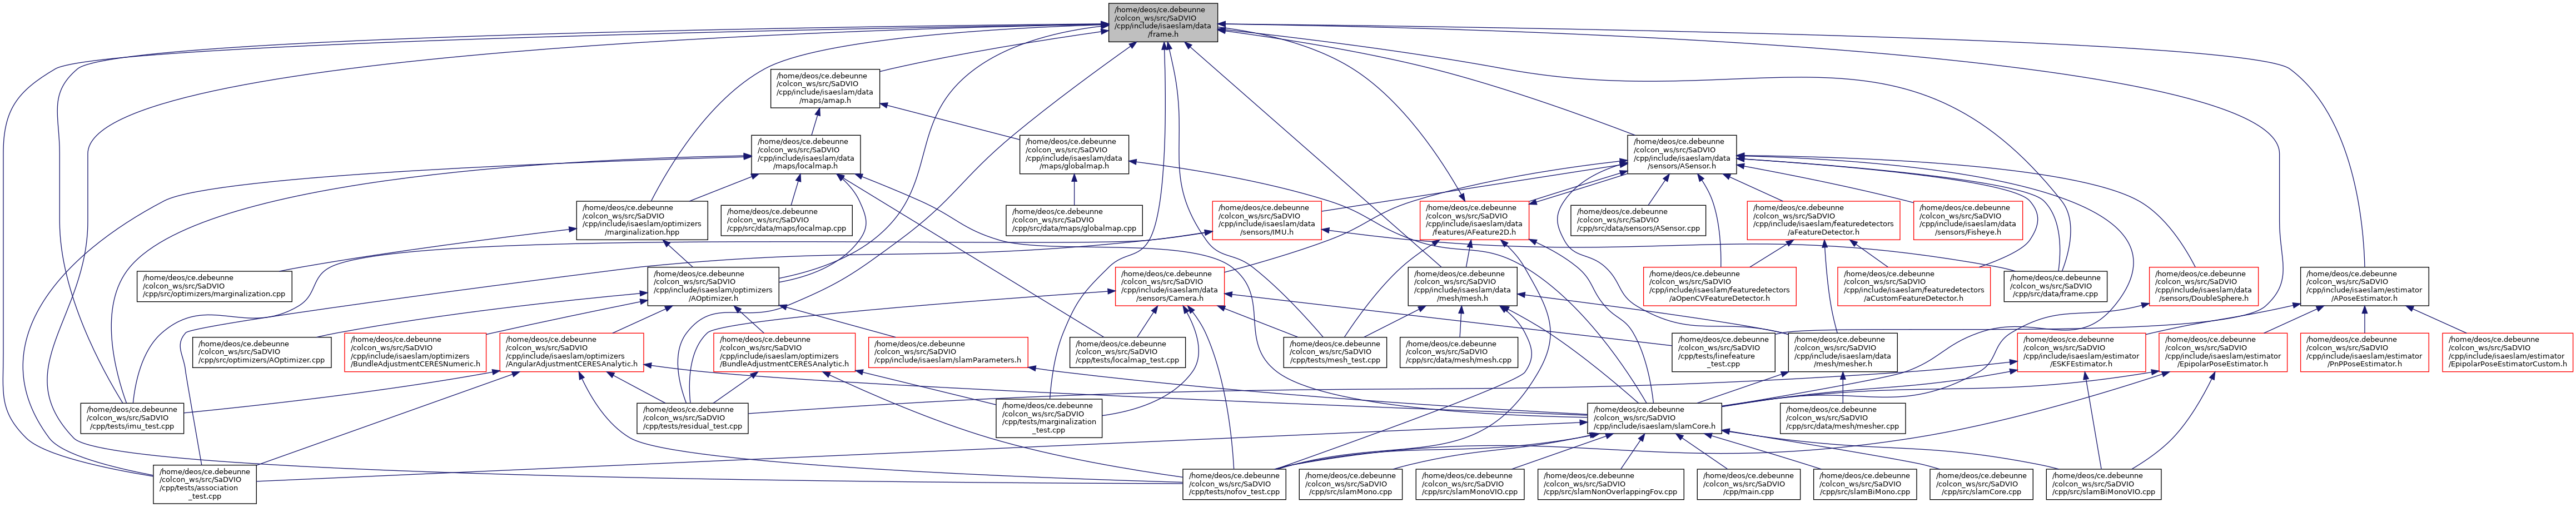 /home/deos/ce.debeunne
/colcon_ws/src/SaDVIO
/cpp/include/isaeslam/data
/frame.h
/home/deos/ce.debeunne
/colcon_ws/src/SaDVIO
/cpp/include/isaeslam/data
/maps/amap.h
/home/deos/ce.debeunne
/colcon_ws/src/SaDVIO
/cpp/include/isaeslam/data
/maps/localmap.h
/home/deos/ce.debeunne
/colcon_ws/src/SaDVIO
/cpp/include/isaeslam/data
/maps/globalmap.h
/home/deos/ce.debeunne
/colcon_ws/src/SaDVIO
/cpp/include/isaeslam/data
/sensors/ASensor.h
/home/deos/ce.debeunne
/colcon_ws/src/SaDVIO
/cpp/include/isaeslam/optimizers
/marginalization.hpp
/home/deos/ce.debeunne
/colcon_ws/src/SaDVIO
/cpp/src/data/maps/localmap.cpp
/home/deos/ce.debeunne
/colcon_ws/src/SaDVIO
/cpp/src/data/maps/globalmap.cpp
/home/deos/ce.debeunne
/colcon_ws/src/SaDVIO
/cpp/include/isaeslam/data
/sensors/IMU.h
/home/deos/ce.debeunne
/colcon_ws/src/SaDVIO
/cpp/include/isaeslam/data
/features/AFeature2D.h
/home/deos/ce.debeunne
/colcon_ws/src/SaDVIO
/cpp/src/data/sensors/ASensor.cpp
/home/deos/ce.debeunne
/colcon_ws/src/SaDVIO
/cpp/include/isaeslam/featuredetectors
/aFeatureDetector.h
/home/deos/ce.debeunne
/colcon_ws/src/SaDVIO
/cpp/include/isaeslam/data
/sensors/Fisheye.h
/home/deos/ce.debeunne
/colcon_ws/src/SaDVIO
/cpp/src/optimizers/marginalization.cpp
/home/deos/ce.debeunne
/colcon_ws/src/SaDVIO
/cpp/include/isaeslam/optimizers
/AOptimizer.h
/home/deos/ce.debeunne
/colcon_ws/src/SaDVIO
/cpp/include/isaeslam/data
/sensors/Camera.h
/home/deos/ce.debeunne
/colcon_ws/src/SaDVIO
/cpp/include/isaeslam/data
/mesh/mesh.h
/home/deos/ce.debeunne
/colcon_ws/src/SaDVIO
/cpp/include/isaeslam/featuredetectors
/aOpenCVFeatureDetector.h
/home/deos/ce.debeunne
/colcon_ws/src/SaDVIO
/cpp/include/isaeslam/featuredetectors
/aCustomFeatureDetector.h
/home/deos/ce.debeunne
/colcon_ws/src/SaDVIO
/cpp/src/data/frame.cpp
/home/deos/ce.debeunne
/colcon_ws/src/SaDVIO
/cpp/include/isaeslam/data
/sensors/DoubleSphere.h
/home/deos/ce.debeunne
/colcon_ws/src/SaDVIO
/cpp/include/isaeslam/estimator
/APoseEstimator.h
/home/deos/ce.debeunne
/colcon_ws/src/SaDVIO
/cpp/src/optimizers/AOptimizer.cpp
/home/deos/ce.debeunne
/colcon_ws/src/SaDVIO
/cpp/include/isaeslam/optimizers
/BundleAdjustmentCERESNumeric.h
/home/deos/ce.debeunne
/colcon_ws/src/SaDVIO
/cpp/include/isaeslam/optimizers
/AngularAdjustmentCERESAnalytic.h
/home/deos/ce.debeunne
/colcon_ws/src/SaDVIO
/cpp/include/isaeslam/optimizers
/BundleAdjustmentCERESAnalytic.h
/home/deos/ce.debeunne
/colcon_ws/src/SaDVIO
/cpp/include/isaeslam/slamParameters.h
/home/deos/ce.debeunne
/colcon_ws/src/SaDVIO
/cpp/tests/localmap_test.cpp
/home/deos/ce.debeunne
/colcon_ws/src/SaDVIO
/cpp/tests/mesh_test.cpp
/home/deos/ce.debeunne
/colcon_ws/src/SaDVIO
/cpp/src/data/mesh/mesh.cpp
/home/deos/ce.debeunne
/colcon_ws/src/SaDVIO
/cpp/tests/linefeature
_test.cpp
/home/deos/ce.debeunne
/colcon_ws/src/SaDVIO
/cpp/include/isaeslam/data
/mesh/mesher.h
/home/deos/ce.debeunne
/colcon_ws/src/SaDVIO
/cpp/include/isaeslam/estimator
/ESKFEstimator.h
/home/deos/ce.debeunne
/colcon_ws/src/SaDVIO
/cpp/include/isaeslam/estimator
/EpipolarPoseEstimator.h
/home/deos/ce.debeunne
/colcon_ws/src/SaDVIO
/cpp/include/isaeslam/estimator
/PnPPoseEstimator.h
/home/deos/ce.debeunne
/colcon_ws/src/SaDVIO
/cpp/include/isaeslam/estimator
/EpipolarPoseEstimatorCustom.h
/home/deos/ce.debeunne
/colcon_ws/src/SaDVIO
/cpp/tests/imu_test.cpp
/home/deos/ce.debeunne
/colcon_ws/src/SaDVIO
/cpp/tests/residual_test.cpp
/home/deos/ce.debeunne
/colcon_ws/src/SaDVIO
/cpp/tests/marginalization
_test.cpp
/home/deos/ce.debeunne
/colcon_ws/src/SaDVIO
/cpp/include/isaeslam/slamCore.h
/home/deos/ce.debeunne
/colcon_ws/src/SaDVIO
/cpp/src/data/mesh/mesher.cpp
/home/deos/ce.debeunne
/colcon_ws/src/SaDVIO
/cpp/tests/association
_test.cpp
/home/deos/ce.debeunne
/colcon_ws/src/SaDVIO
/cpp/tests/nofov_test.cpp
/home/deos/ce.debeunne
/colcon_ws/src/SaDVIO
/cpp/src/slamMono.cpp
/home/deos/ce.debeunne
/colcon_ws/src/SaDVIO
/cpp/src/slamMonoVIO.cpp
/home/deos/ce.debeunne
/colcon_ws/src/SaDVIO
/cpp/src/slamNonOverlappingFov.cpp
/home/deos/ce.debeunne
/colcon_ws/src/SaDVIO
/cpp/main.cpp
/home/deos/ce.debeunne
/colcon_ws/src/SaDVIO
/cpp/src/slamBiMono.cpp
/home/deos/ce.debeunne
/colcon_ws/src/SaDVIO
/cpp/src/slamCore.cpp
/home/deos/ce.debeunne
/colcon_ws/src/SaDVIO
/cpp/src/slamBiMonoVIO.cpp